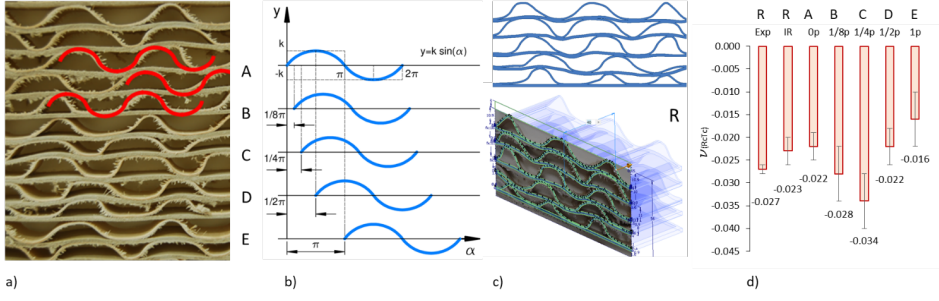 y
k
-k
y=k sin(α)
π
2π
A
B
1/8π
C
1/4π
D
1/2π
E
π
α
R
R R A B C D E
Exp IR 0p 1/8p 1/4p 1/2p 1p
0.000
-0.005
-0.010
-0.015
-0.020
-0.025
-0.030
-0.035
-0.040
-0.045
-0.027
-0.023
-0.022
-0.028
-0.034
-0.022
-0.016
a) b) c) d)